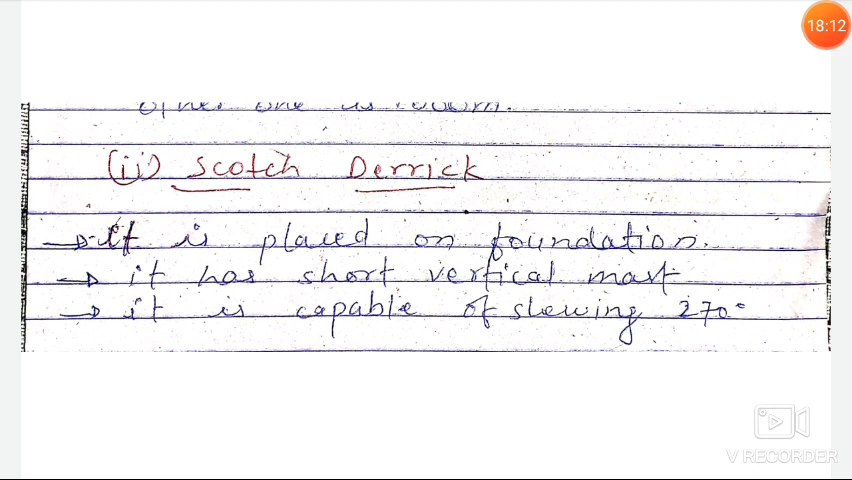 18:12
(ii) Scotch Derrick
→ it is placed on foundation.
→ it has short vertical mast
→ it is capable of slewing 270°
V RECORDER